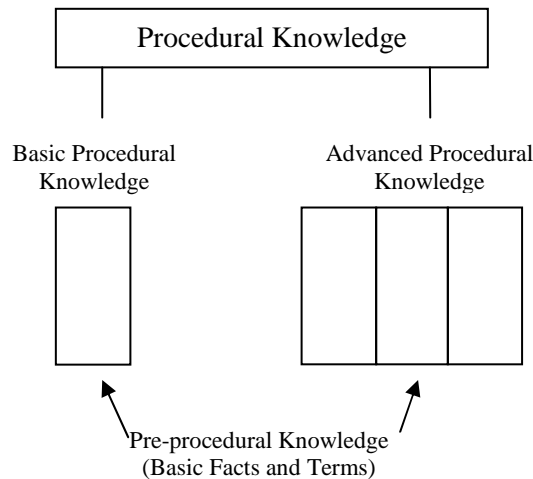 Procedural Knowledge
Basic Procedural
Knowledge
Advanced Procedural
Knowledge
Pre-procedural Knowledge
(Basic Facts and Terms)